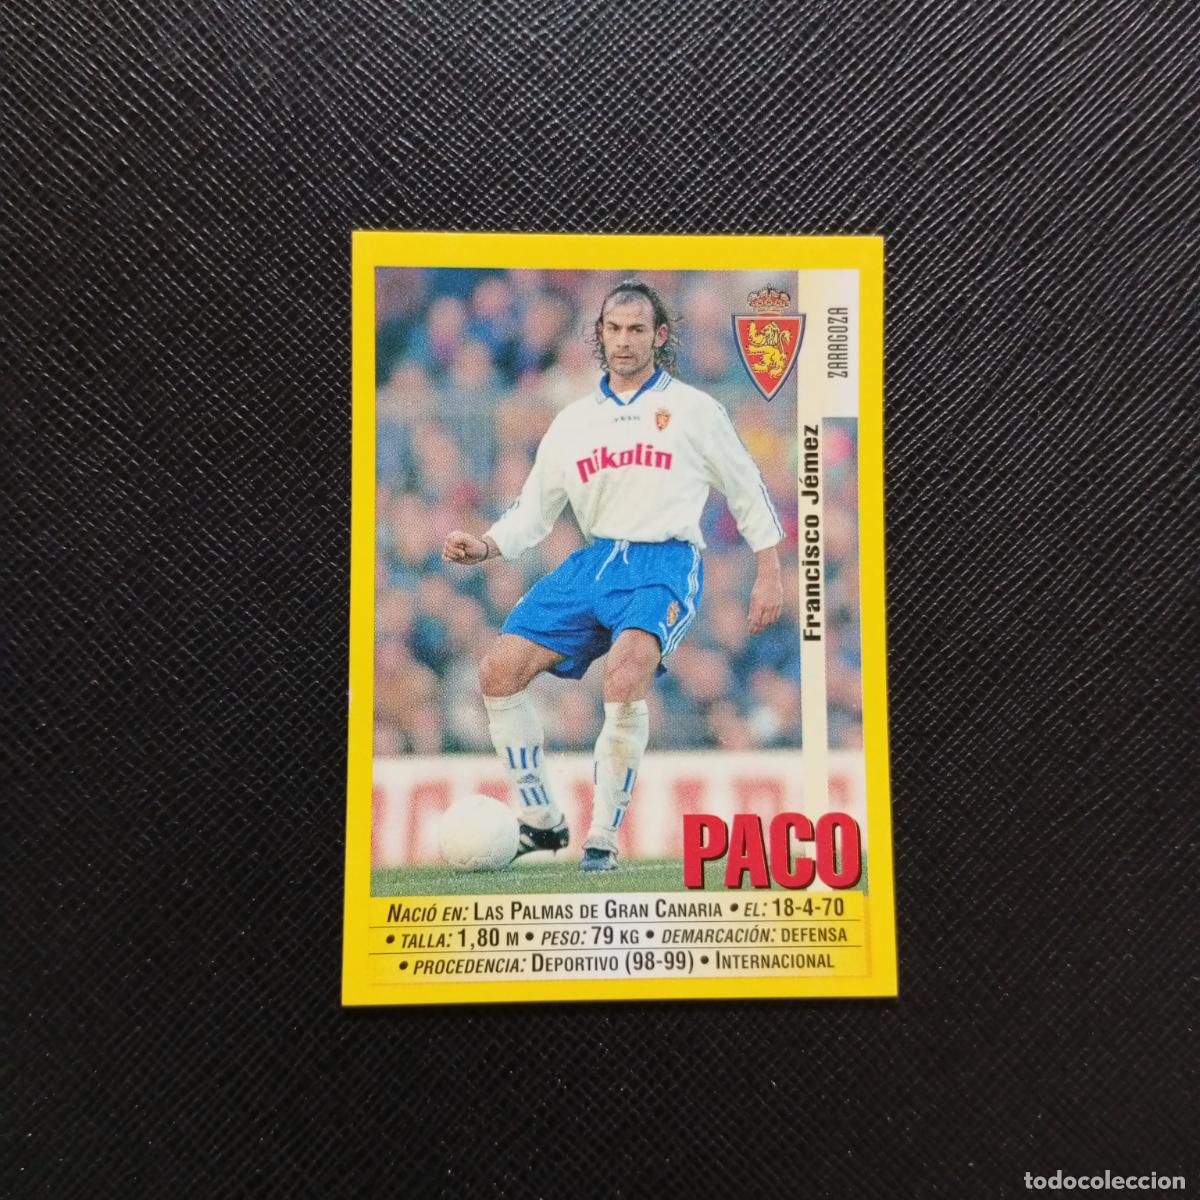 ZARAGOZA
Francisco Jémez
Pikolin
PACO
NACIÓ EN: LAS PALMAS DE GRAN CANARIA • EL: 18-4-70
• TALLA: 1,80 M • PESO: 79 KG • DEMARCACIÓN: DEFENSA
• PROCEDENCIA: DEPORTIVO (98-99) • INTERNACIONAL
todocoleccion